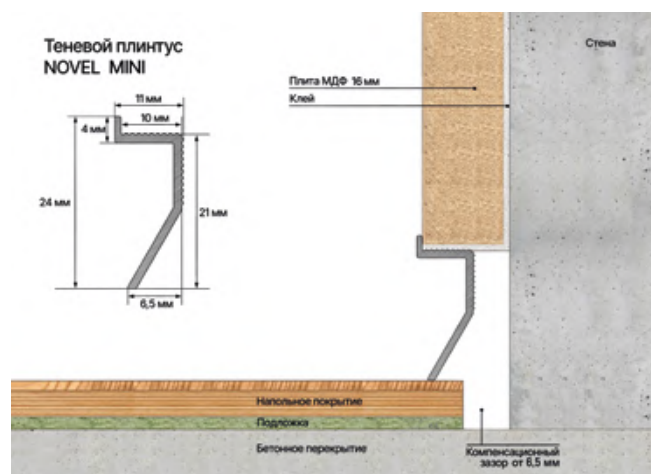 Теневой плинтус
NOVEL MINI
11 мм
10 мм
4 мм
24 мм
21 мм
6,5 мм
Плита МДФ 16 мм
Клей
Стена
Напольное покрытие
Подложка
Бетонное перекрытие
Компенсационный
зазор от 6,5 мм